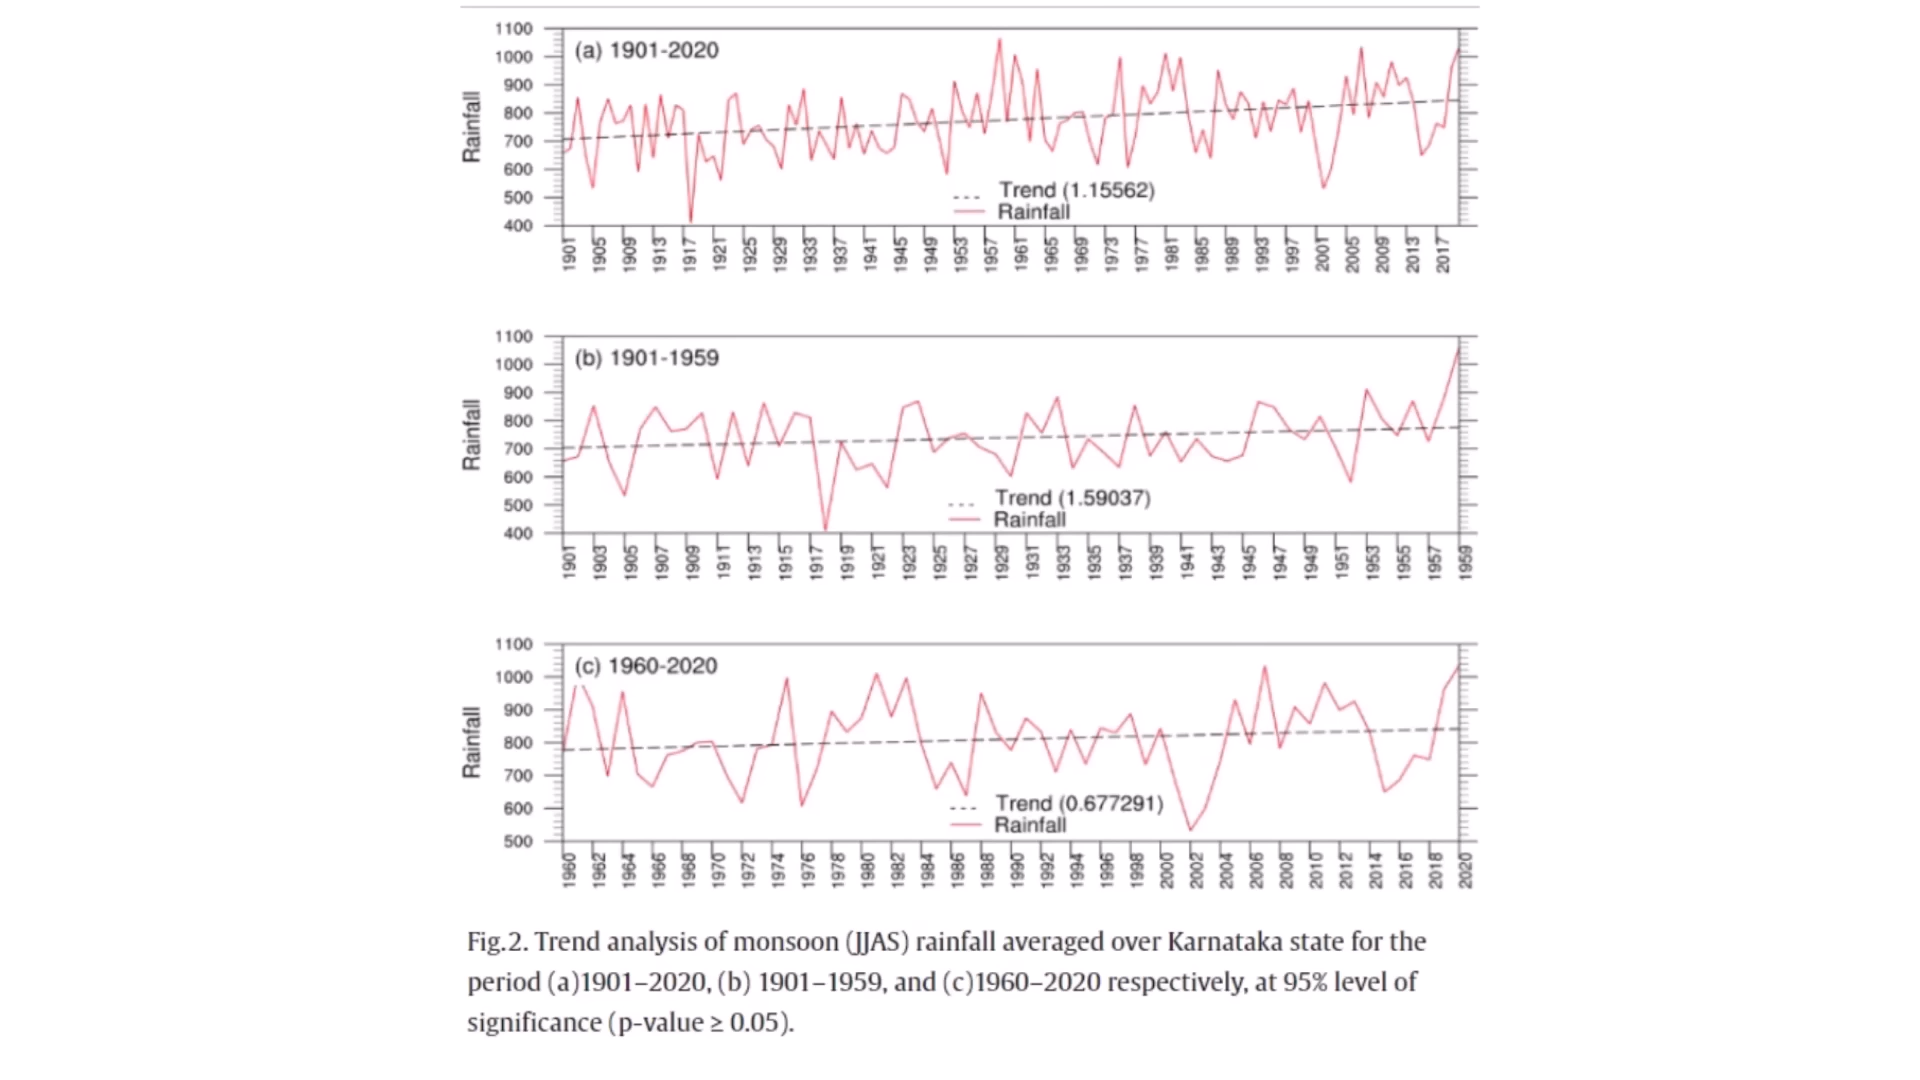 1100
1000
900
800
700
600
500
400
Rainfall
(a) 1901-2020
Trend (1.15562)
Rainfall
1901 1905 1909 1913 1917 1921 1925 1929 1933 1937 1941 1945 1949 1953 1957 1961 1965 1969 1973 1977 1981 1985 1989 1993 1997 2001 2005 2009 2013 2017
1100
1000
900
800
700
600
500
400
Rainfall
(b) 1901-1959
Trend (1.59037)
Rainfall
1901 1903 1905 1907 1909 1911 1913 1915 1917 1919 1921 1923 1925 1927 1929 1931 1933 1935 1937 1939 1941 1943 1945 1947 1949 1951 1953 1955 1957 1959
1100
1000
900
800
700
600
500
Rainfall
(c) 1960-2020
Trend (0.677291)
Rainfall
1960 1962 1964 1966 1968 1970 1972 1974 1976 1978 1980 1982 1984 1986 1988 1990 1992 1994 1996 1998 2000 2002 2004 2006 2008 2010 2012 2014 2016 2018 2020
Fig.2. Trend analysis of monsoon (JJAS) rainfall averaged over Karnataka state for the
period (a)1901–2020, (b) 1901–1959, and (c)1960–2020 respectively, at 95% level of
significance (p-value ≥ 0.05).